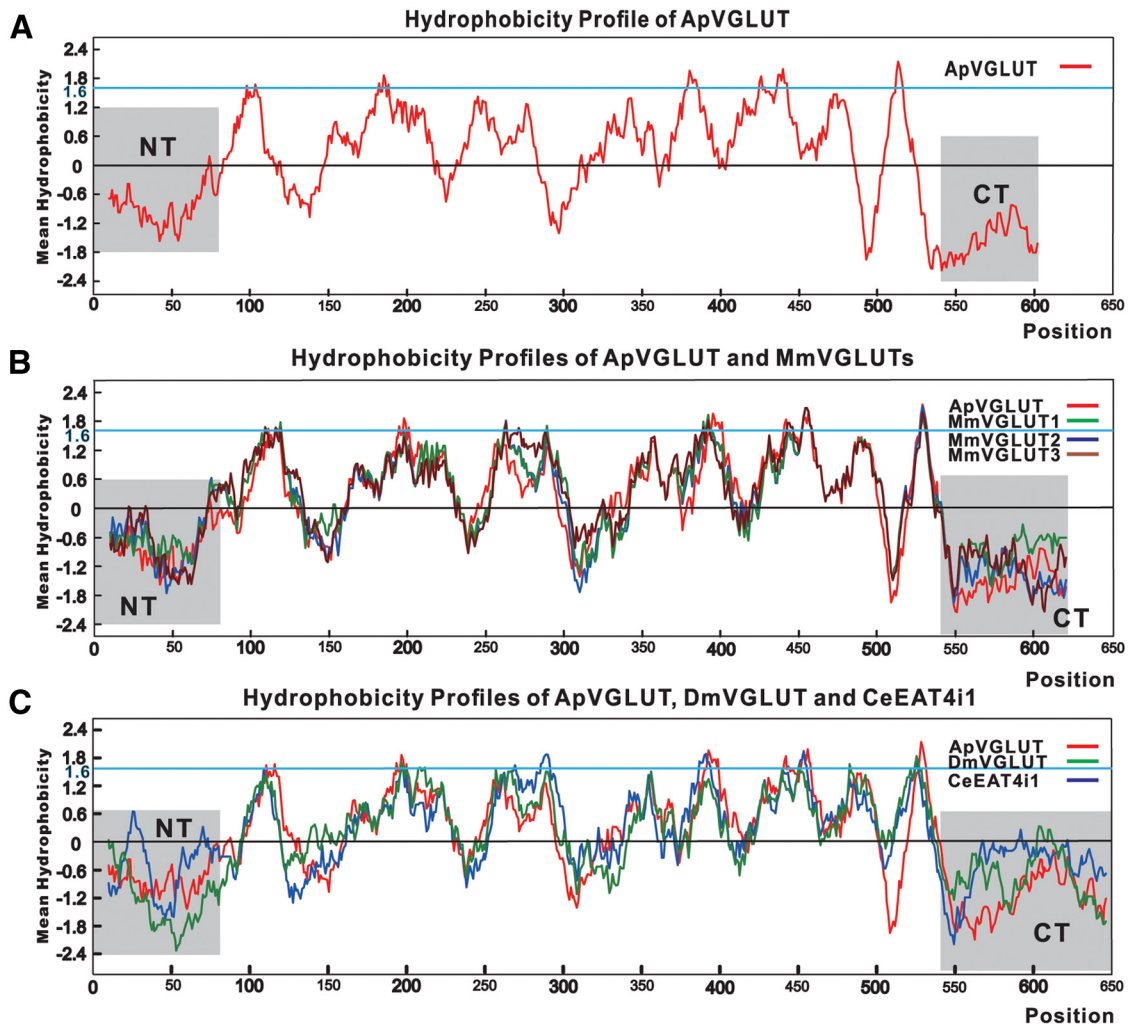 A
Hydrophobicity Profile of ApVGLUT
Mean Hydrophobicity
2.4
1.8
1.6
1.2
0.6
0
-0.6
-1.2
-1.8
-2.4
NT
ApVGLUT
CT
0 50 100 150 200 250 300 350 400 450 500 550 600 650
Position
B
Hydrophobicity Profiles of ApVGLUT and MmVGLUTs
Mean Hydrophobicity
2.4
1.8
1.6
1.2
0.6
0
-0.6
-1.2
-1.8
-2.4
ApVGLUT
MmVGLUT1
MmVGLUT2
MmVGLUT3
NT
CT
0 50 100 150 200 250 300 350 400 450 500 550 600 650
Position
C
Hydrophobicity Profiles of ApVGLUT, DmVGLUT and CeEAT4i1
Mean Hydrophobicity
2.4
1.8
1.6
1.2
0.6
0
-0.6
-1.2
-1.8
-2.4
ApVGLUT
DmVGLUT
CeEAT4i1
NT
CT
0 50 100 150 200 250 300 350 400 450 500 550 600 650
Position